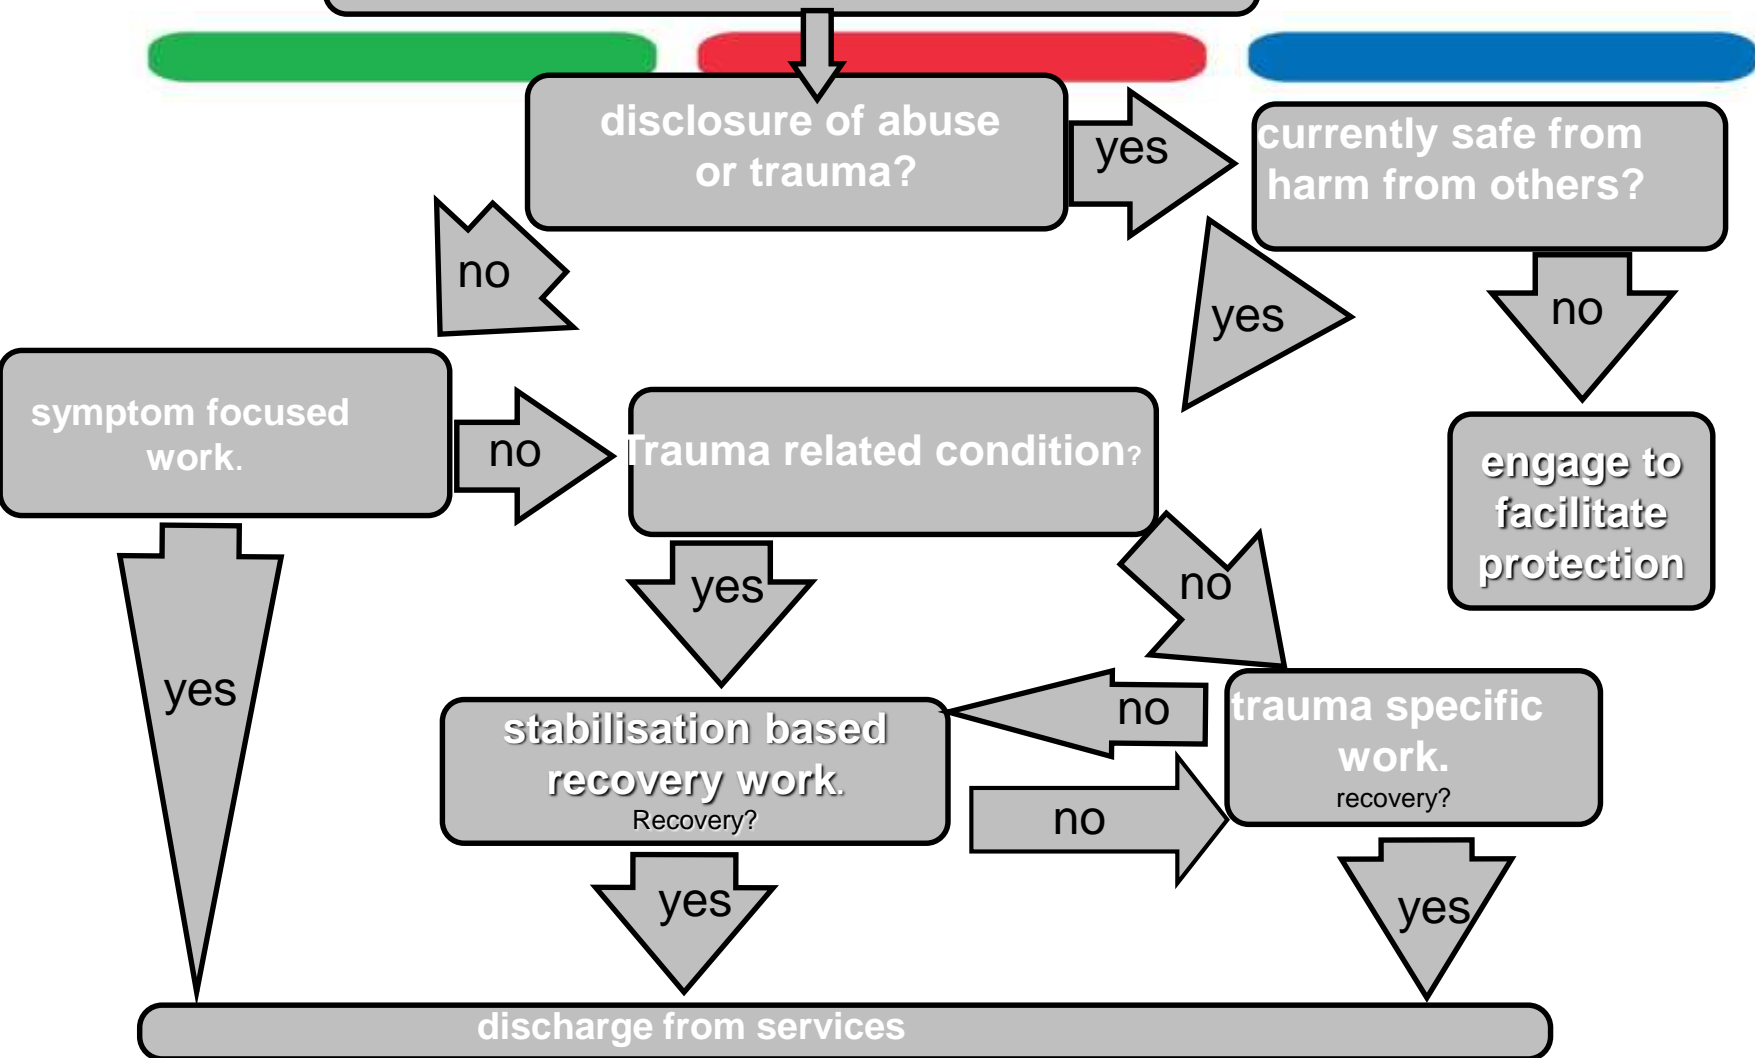 disclosure of abuse
or trauma?
yes
currently safe from
harm from others?
no
yes
no
symptom focused
work.
no
Trauma related condition?
engage to
facilitate
protection
yes
no
yes
stabilisation based
recovery work.
Recovery?
no
trauma specific
work.
recovery?
no
yes
yes
discharge from services